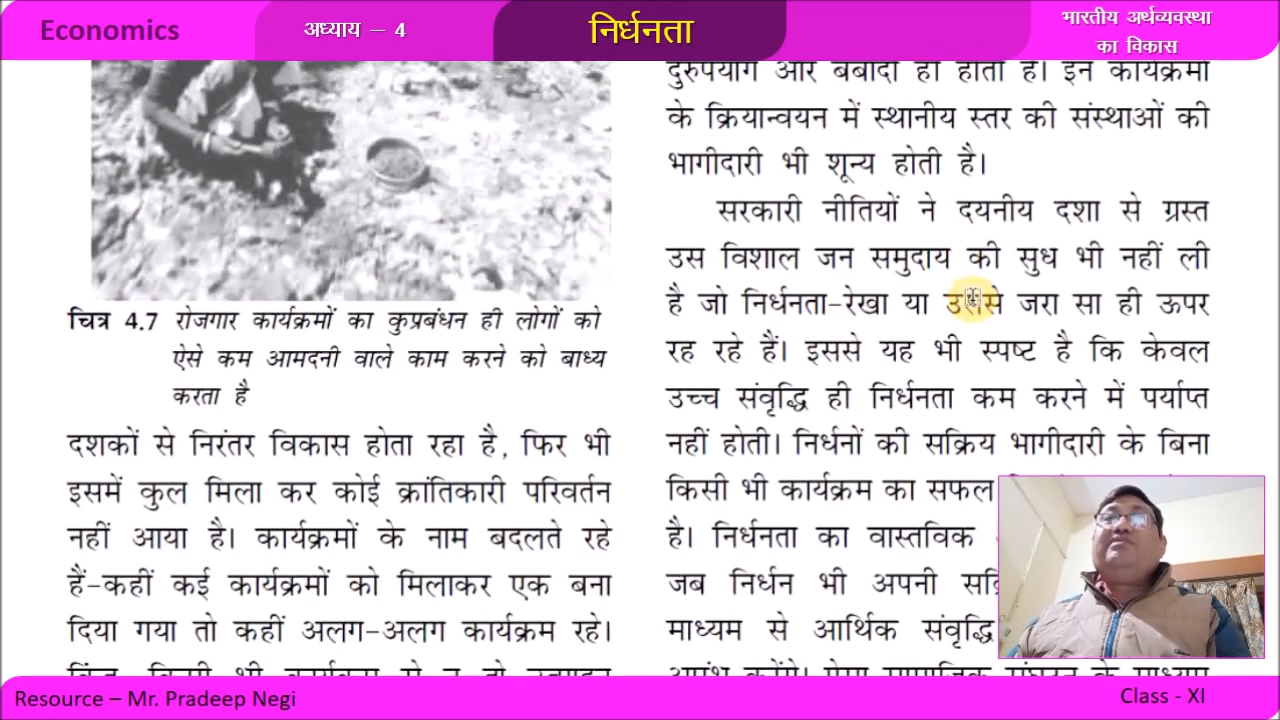 Economics
अध्याय – 4
निर्धनता
भारतीय अर्थव्यवस्था
का विकास
चित्र 4.7 रोजगार कार्यक्रमों का कुप्रबंधन ही लोगों को
ऐसे कम आमदनी वाले काम करने को बाध्य
करता है
दशकों से निरंतर विकास होता रहा है, फिर भी
इसमें कुल मिला कर कोई क्रांतिकारी परिवर्तन
नहीं आया है। कार्यक्रमों के नाम बदलते रहे
हैं-कहीं कई कार्यक्रमों को मिलाकर एक बना
दिया गया तो कहीं अलग-अलग कार्यक्रम रहे।
दुरुपयोग और बर्बादी ही होती है। इन कार्यक्रमों
के क्रियान्वयन में स्थानीय स्तर की संस्थाओं की
भागीदारी भी शून्य होती है।
सरकारी नीतियों ने दयनीय दशा से ग्रस्त
उस विशाल जन समुदाय की सुध भी नहीं ली
है जो निर्धनता-रेखा या उससे जरा सा ही ऊपर
रह रहे हैं। इससे यह भी स्पष्ट है कि केवल
उच्च संवृद्धि ही निर्धनता कम करने में पर्याप्त
नहीं होती। निर्धनों की सक्रिय भागीदारी के बिना
किसी भी कार्यक्रम का सफल
है। निर्धनता का वास्तविक
जब निर्धन भी अपनी
माध्यम से आर्थिक संवृद्धि
Resource – Mr. Pradeep Negi
Class - XI